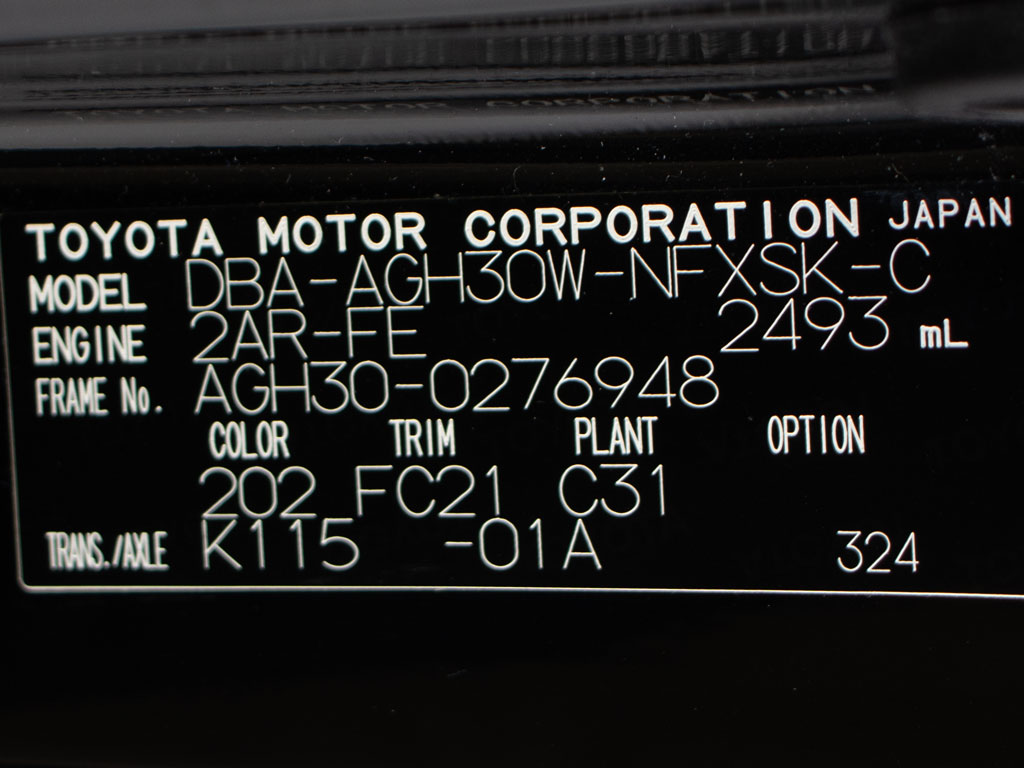 TOYOTA MOTOR CORPORATION JAPAN
MODEL DBA-AGH30W-NFXSK-C
ENGINE 2AR-FE 2493 mL
FRAME No. AGH30-0276948
COLOR TRIM PLANT OPTION
202 FC21 C31
TRANS./AXLE K115 -01A 324